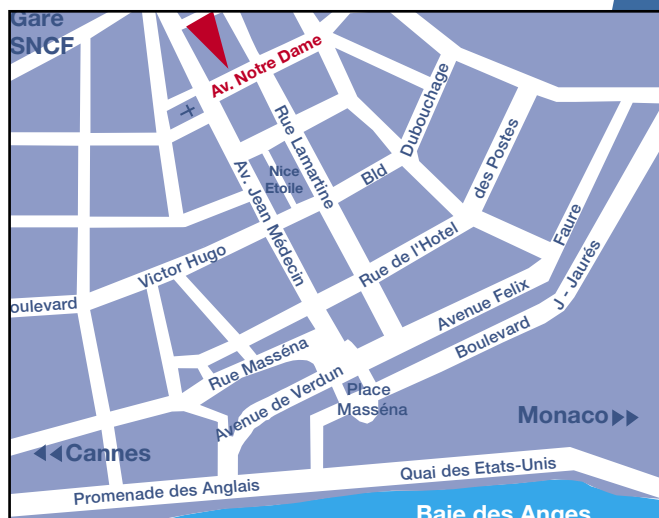 Gare
SNCF
Av. Notre Dame
Dubouchage
des Postes
Rue Lamartine
Nice
Etoile
Bld
Av. Jean Médecin
Faure
Victor Hugo
Rue de l'Hotel
oulevard
J - Jaurés
Avenue Felix
Boulevard
Rue Masséna
Avenue de Verdun
Place
Masséna
Monaco
Cannes
Quai des Etats-Unis
Promenade des Anglais
Baie des Anges